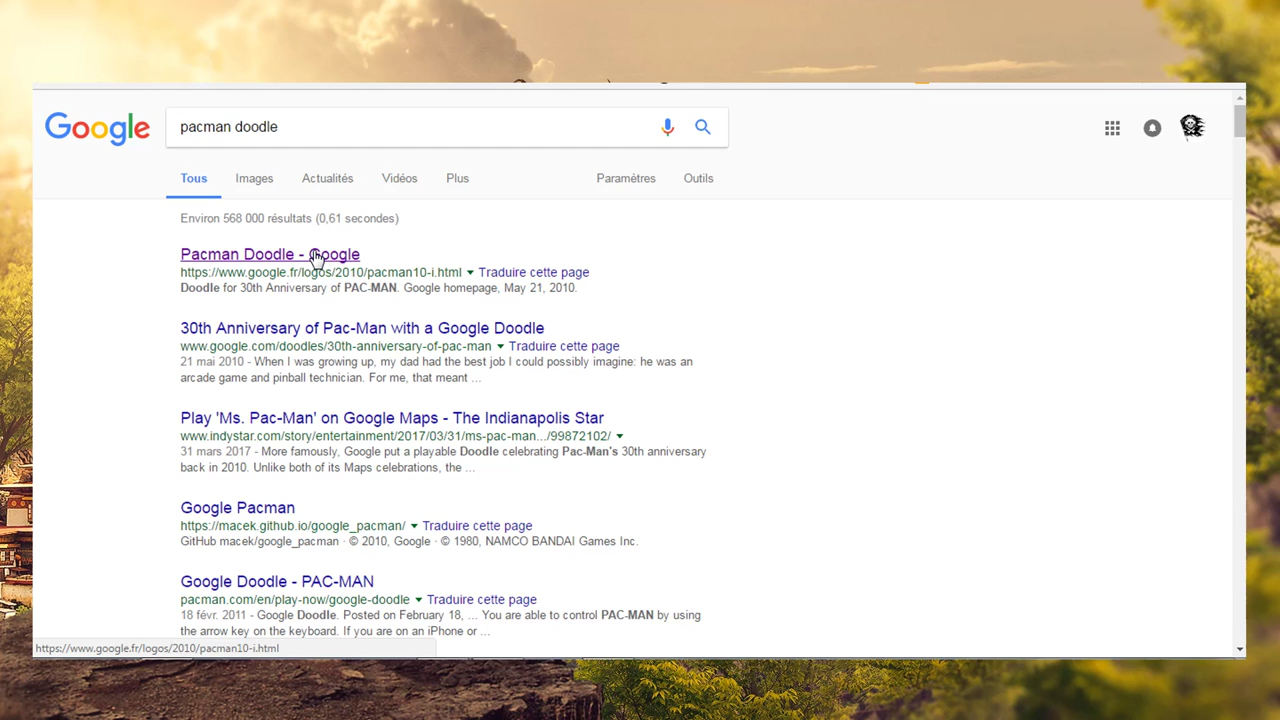 Google
pacman doodle
Tous Images Actualités Vidéos Plus Paramètres Outils
Environ 568 000 résultats (0,61 secondes)
Pacman Doodle - Google
https://www.google.fr/logos/2010/pacman10-i.html Traduire cette page
Doodle for 30th Anniversary of PAC-MAN. Google homepage, May 21, 2010.
30th Anniversary of Pac-Man with a Google Doodle
www.google.com/doodles/30th-anniversary-of-pac-man Traduire cette page
21 mai 2010 - When I was growing up, my dad had the best job I could possibly imagine: he was an
arcade game and pinball technician. For me, that meant ...
Play 'Ms. Pac-Man' on Google Maps - The Indianapolis Star
www.indystar.com/story/entertainment/2017/03/31/ms-pac-man.../99872102/
31 mars 2017 - More famously, Google put a playable Doodle celebrating Pac-Man's 30th anniversary
back in 2010. Unlike both of its Maps celebrations, the ...
Google Pacman
https://macek.github.io/google_pacman/ Traduire cette page
GitHub macek/google_pacman · © 2010, Google · © 1980, NAMCO BANDAI Games Inc.
Google Doodle - PAC-MAN
pacman.com/en/play-now/google-doodle Traduire cette page
18 févr. 2011 - Google Doodle. Posted on February 18, ... You are able to control PAC-MAN by using
the arrow key on the keyboard. If you are on an iPhone or ...
https://www.google.fr/logos/2010/pacman10-i.html